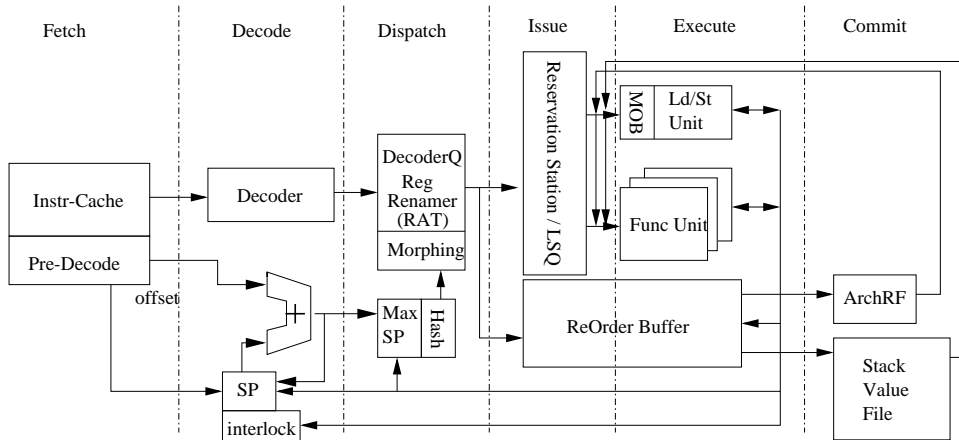 Fetch
Decode
Dispatch
Issue
Execute
Commit
Instr-Cache
Pre-Decode
offset
Decoder
+
SP
interlock
DecoderQ
Reg
Renamer
(RAT)
Morphing
Max
SP
Hash
Reservation Station / LSQ
MOB
Ld/St
Unit
Func Unit
ReOrder Buffer
ArchRF
Stack
Value
File